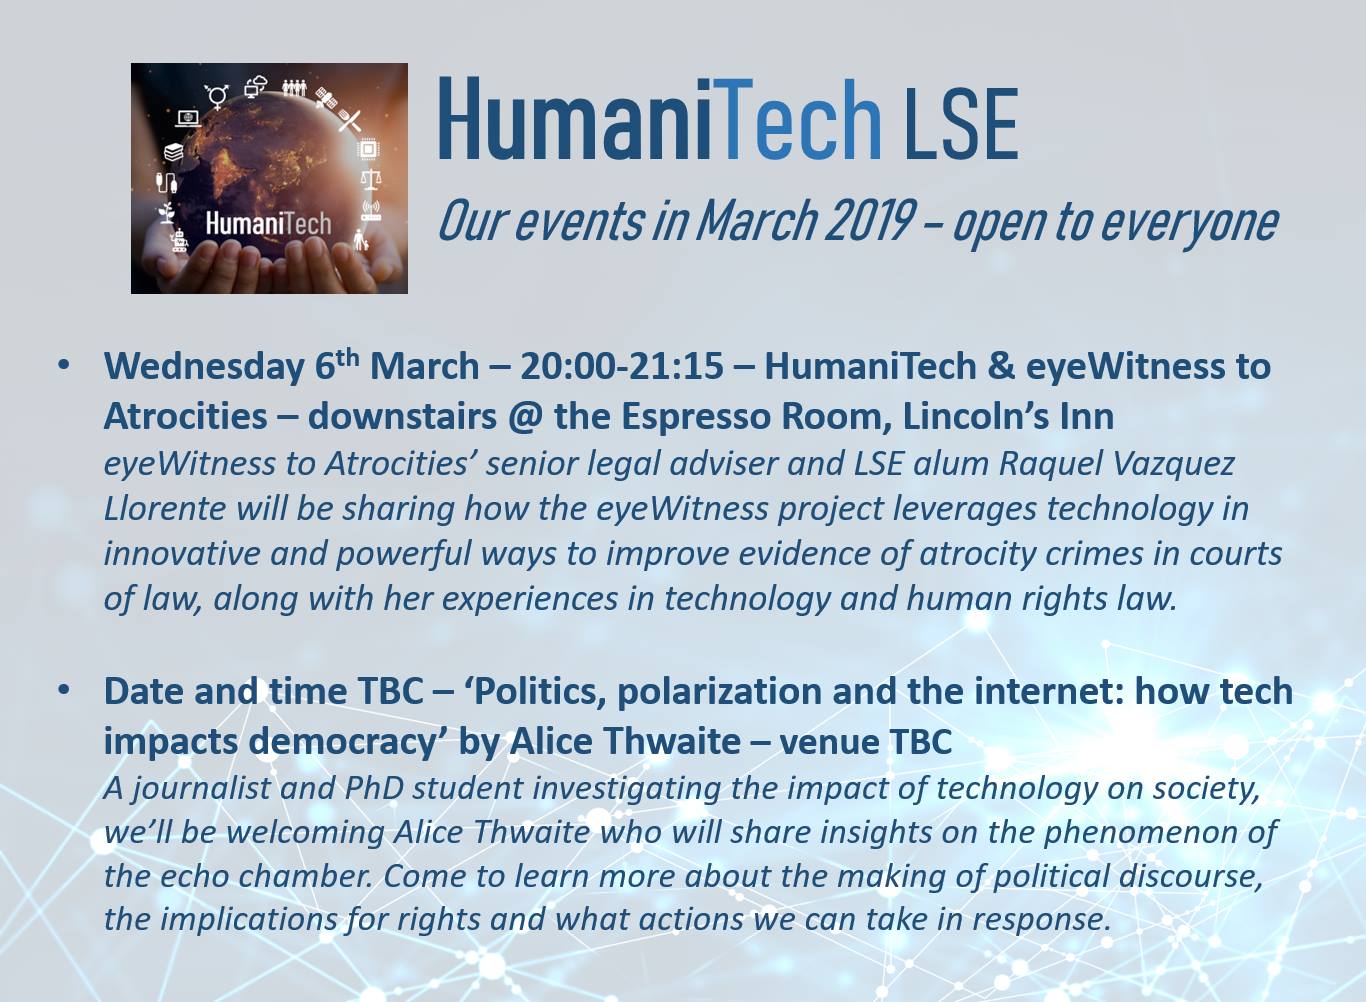 HumaniTech
HumaniTech LSE
Our events in March 2019 – open to everyone
• Wednesday 6th March – 20:00-21:15 – HumaniTech & eyeWitness to
Atrocities – downstairs @ the Espresso Room, Lincoln’s Inn
eyeWitness to Atrocities’ senior legal adviser and LSE alum Raquel Vazquez
Llorente will be sharing how the eyeWitness project leverages technology in
innovative and powerful ways to improve evidence of atrocity crimes in courts
of law, along with her experiences in technology and human rights law.
• Date and time TBC – ‘Politics, polarization and the internet: how tech
impacts democracy’ by Alice Thwaite – venue TBC
A journalist and PhD student investigating the impact of technology on society,
we’ll be welcoming Alice Thwaite who will share insights on the phenomenon of
the echo chamber. Come to learn more about the making of political discourse,
the implications for rights and what actions we can take in response.